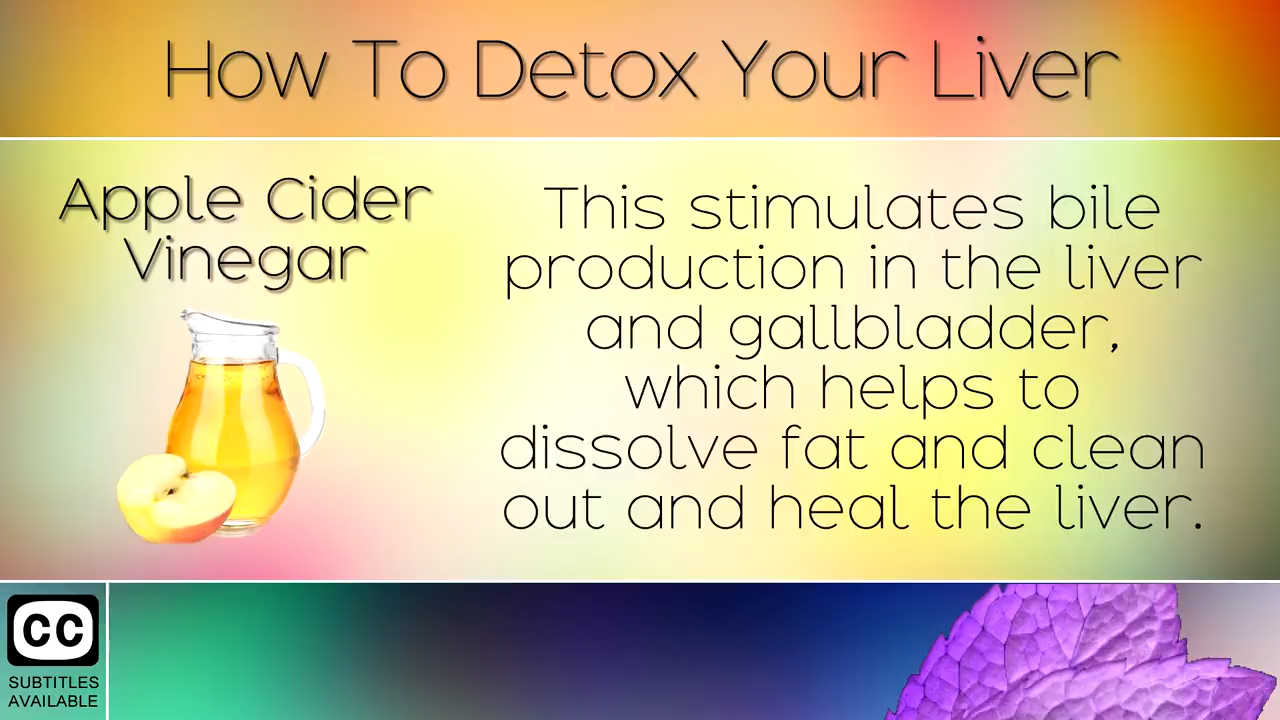 How To Detox Your Liver
Apple Cider
Vinegar
This stimulates bile
production in the liver
and gallbladder,
which helps to
dissolve fat and clean
out and heal the liver.
CC
SUBTITLES
AVAILABLE